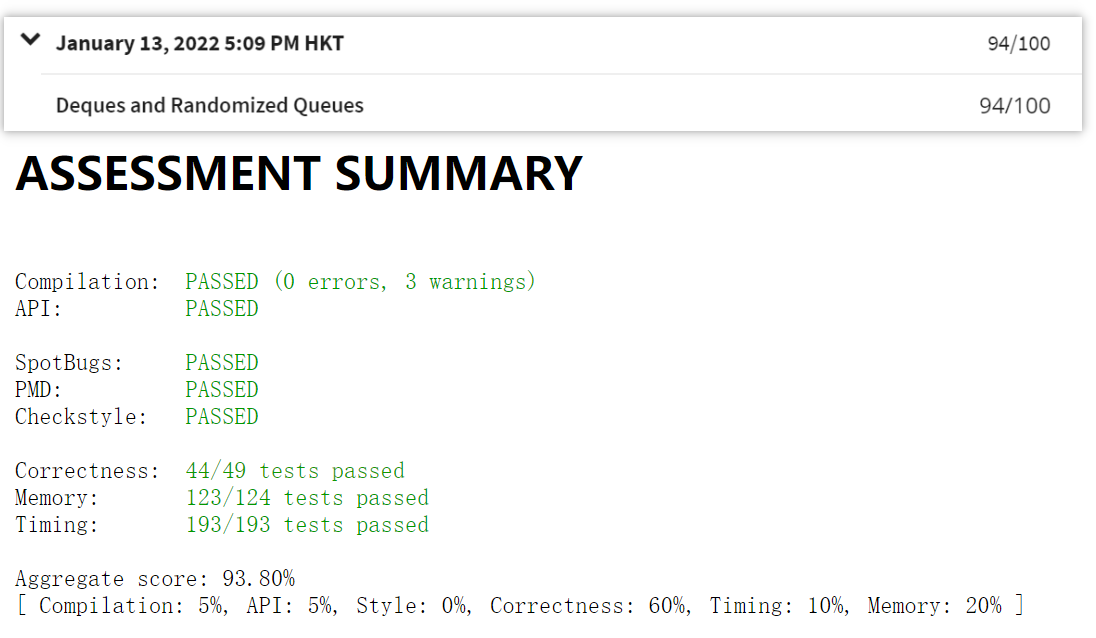 January 13, 2022 5:09 PM HKT 94/100
Deques and Randomized Queues 94/100
ASSESSMENT SUMMARY
Compilation: PASSED (0 errors, 3 warnings)
API: PASSED
SpotBugs: PASSED
PMD: PASSED
Checkstyle: PASSED
Correctness: 44/49 tests passed
Memory: 123/124 tests passed
Timing: 193/193 tests passed
Aggregate score: 93.80%
[ Compilation: 5%, API: 5%, Style: 0%, Correctness: 60%, Timing: 10%, Memory: 20% ]